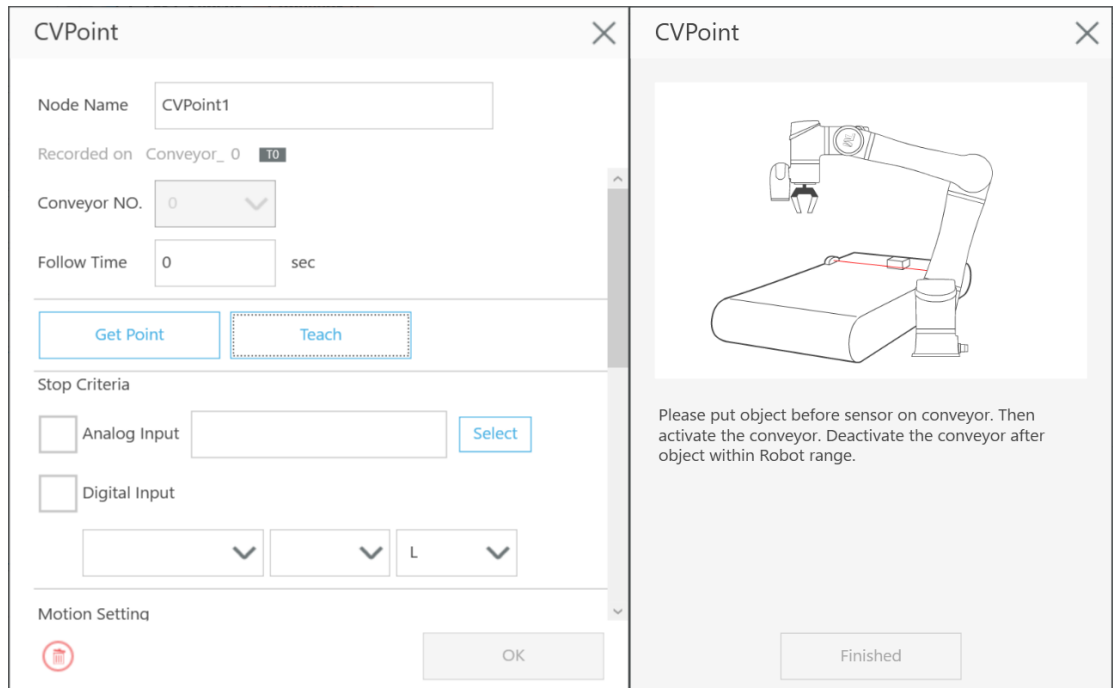 CVPoint
Node Name CVPoint1
Recorded on Conveyor_ 0 T0
Conveyor NO. 0
Follow Time 0 sec
Get Point Teach
Stop Criteria
Analog Input Select
Digital Input
L
Motion Setting
OK
CVPoint
Please put object before sensor on conveyor. Then
activate the conveyor. Deactivate the conveyor after
object within Robot range.
Finished